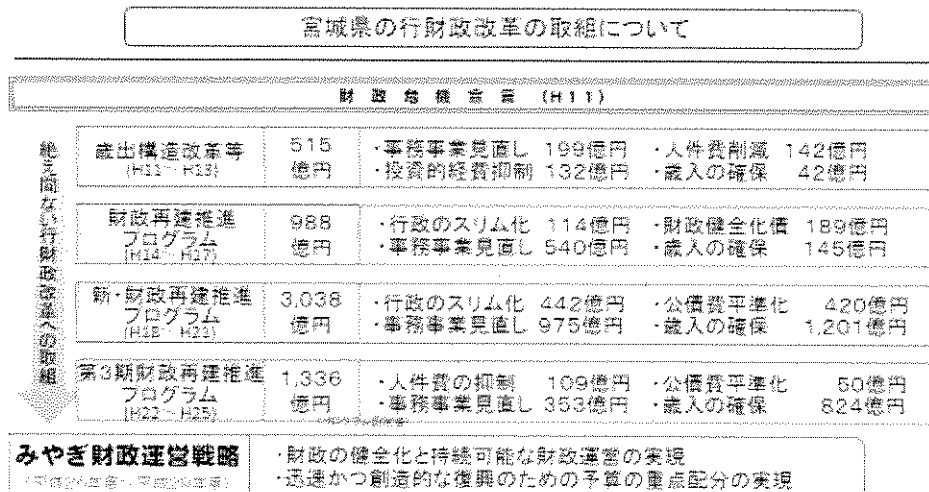 宮城県の行財政改革の取組について
財政危機宣言 (H11)
絶え間ない行財政改革への取組
歳出構造改革等
(H11～H13)
515
億円
・事務事業見直し 199億円 ・人件費削減 142億円
・投資的経費抑制 132億円 ・歳入の確保 42億円
財政再建推進
プログラム
(H14～H17)
988
億円
・行政のスリム化 114億円 ・財政健全化債 189億円
・事務事業見直し 540億円 ・歳入の確保 145億円
新・財政再建推進
プログラム
(H18～H21)
3,038
億円
・行政のスリム化 442億円 ・公債費平準化 420億円
・事務事業見直し 975億円 ・歳入の確保 1,201億円
第3期財政再建推進
プログラム
(H22～H25)
1,336
億円
・人件費の抑制 109億円 ・公債費平準化 50億円
・事務事業見直し 353億円 ・歳入の確保 824億円
みやぎ財政運営戦略
(平成26年度～平成29年度)
・財政の健全化と持続可能な財政運営の実現
・迅速かつ創造的な復興のための予算の重点配分の実現